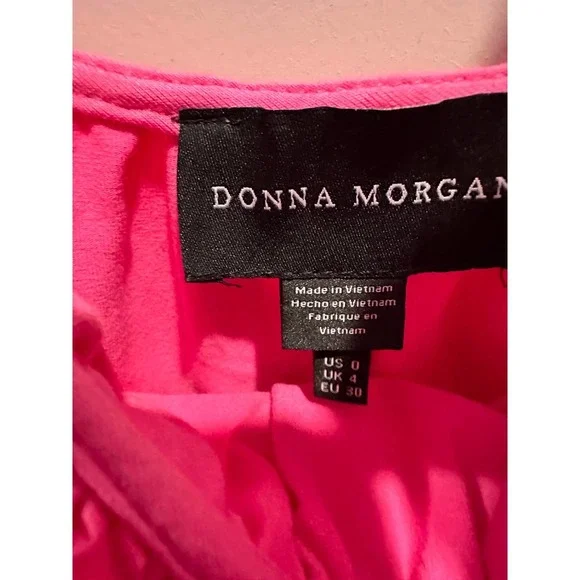 DONNA MORGAN
Made in Vietnam
Hecho en Vietnam
Fabrique en
Vietnam
US 0
UK 4
EU 30